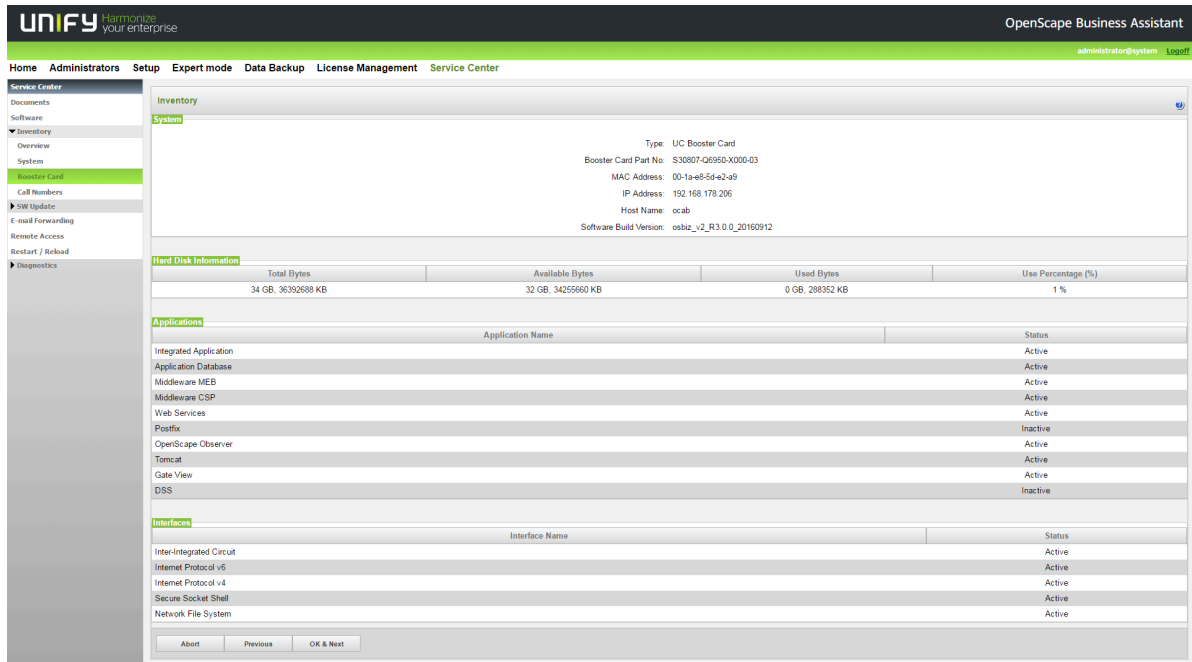 UNIFY Harmonize your enterprise
OpenScape Business Assistant
administrator@system Logoff
Home Administrators Setup Expert mode Data Backup License Management Service Center
Service Center
Documents
Software
Inventory
Overview
System
Booster Card
Call Numbers
SW Update
E-mail Forwarding
Remote Access
Restart / Reload
Diagnostics
Inventory
System
Type: UC Booster Card
Booster Card Part No: S30807-Q6950-X000-03
MAC Address: 00-1a-e8-5d-e2-a9
IP Address: 192.168.178.206
Host Name: ocab
Software Build Version: osbiz_v2_R3.0.0_20160912
Hard Disk Information
Total Bytes Available Bytes Used Bytes Use Percentage (%)
34 GB, 36392688 KB 32 GB, 34255660 KB 0 GB, 288352 KB 1 %
Applications
Application Name Status
Integrated Application Active
Application Database Active
Middleware MEB Active
Middleware CSP Active
Web Services Active
Postfix Inactive
OpenScape Observer Active
Tomcat Active
Gate View Active
DSS Inactive
Interfaces
Interface Name Status
Inter-Integrated Circuit Active
Internet Protocol v6 Active
Internet Protocol v4 Active
Secure Socket Shell Active
Network File System Active
Abort Previous OK & Next